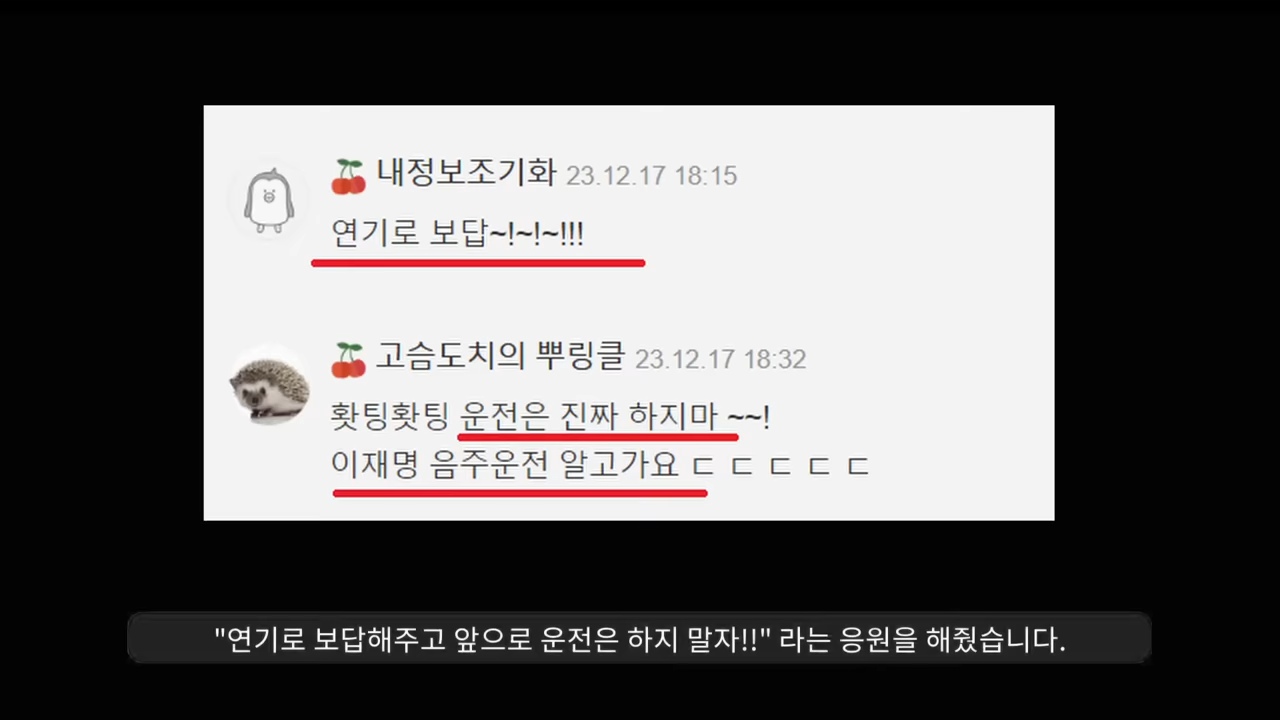 내정보조기화 23.12.17 18:15
연기로 보답~!~!~!!!
고슴도치의 뿌링클 23.12.17 18:32
홧팅홧팅 운전은 진짜 하지마 ~~!
이재명 음주운전 알고가요 ㄷ ㄷ ㄷ ㄷ ㄷ
"연기로 보답해주고 앞으로 운전은 하지 말자!!" 라는 응원을 해줬습니다.